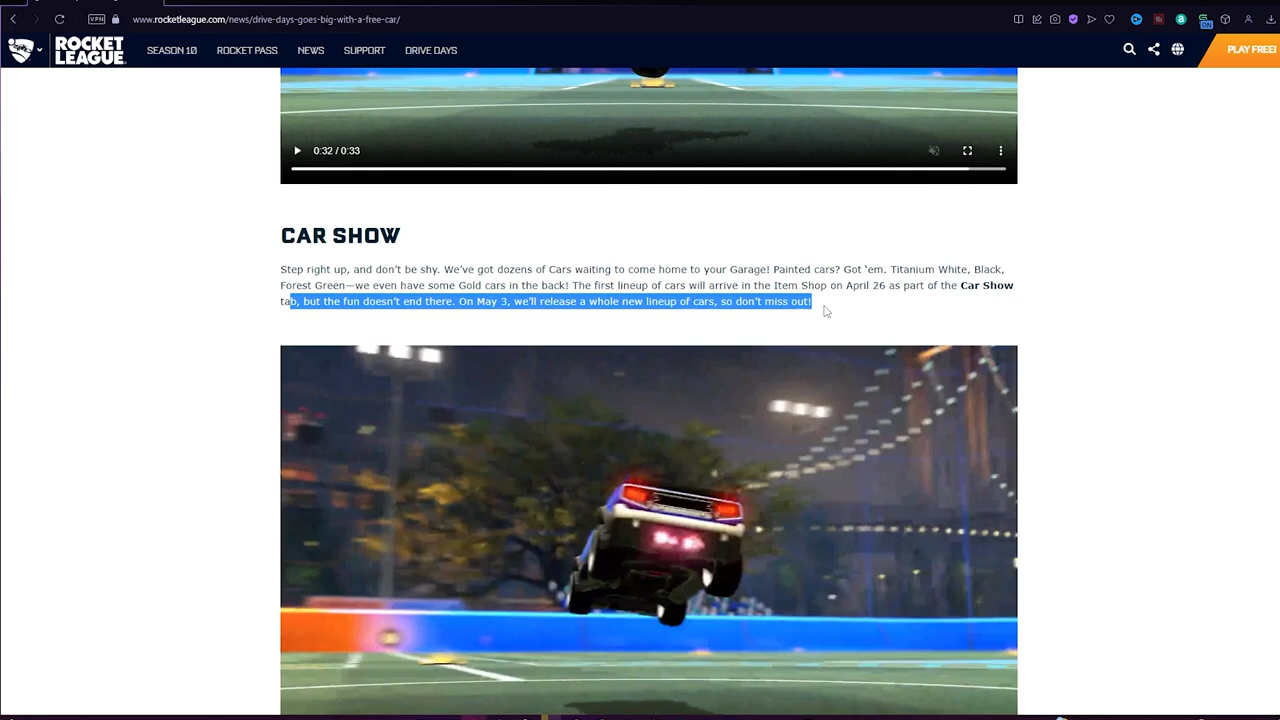 VPN
www.rocketleague.com/news/drive-days-goes-big-with-a-free-car/
ON
ROCKET LEAGUE
SEASON 10
ROCKET PASS
NEWS
SUPPORT
DRIVE DAYS
PLAY FREE!
0:32 / 0:33
CAR SHOW
Step right up, and don’t be shy. We’ve got dozens of Cars waiting to come home to your Garage! Painted cars? Got ‘em. Titanium White, Black,
Forest Green—we even have some Gold cars in the back! The first lineup of cars will arrive in the Item Shop on April 26 as part of the Car Show
tab, but the fun doesn’t end there. On May 3, we’ll release a whole new lineup of cars, so don’t miss out!